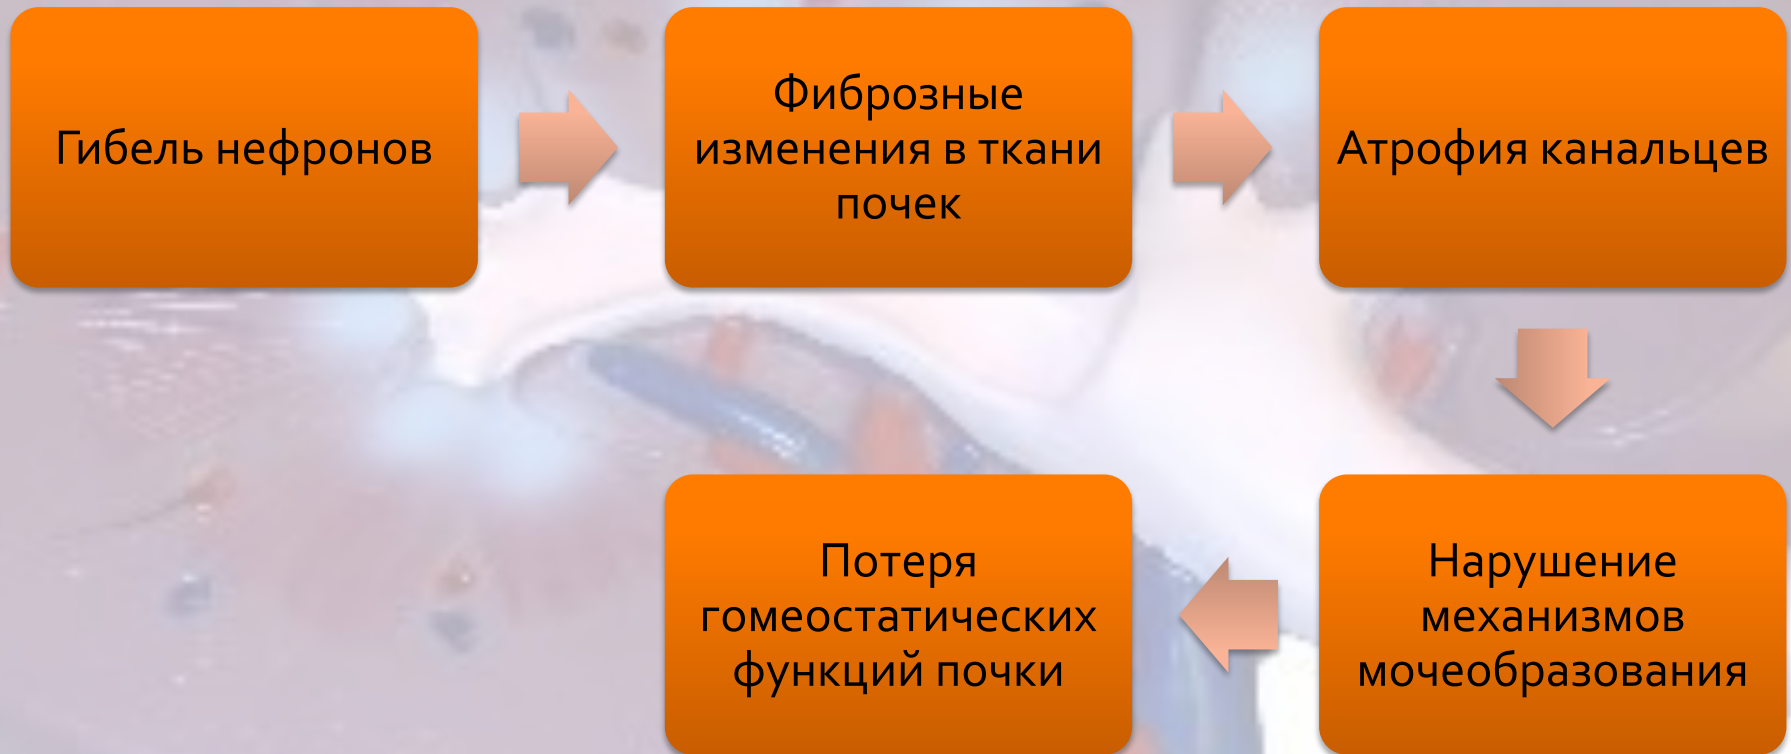 Гибель нефронов
Фиброзные
изменения в ткани
почек
Атрофия канальцев
Нарушение
механизмов
мочеобразования
Потеря
гомеостатических
функций почки